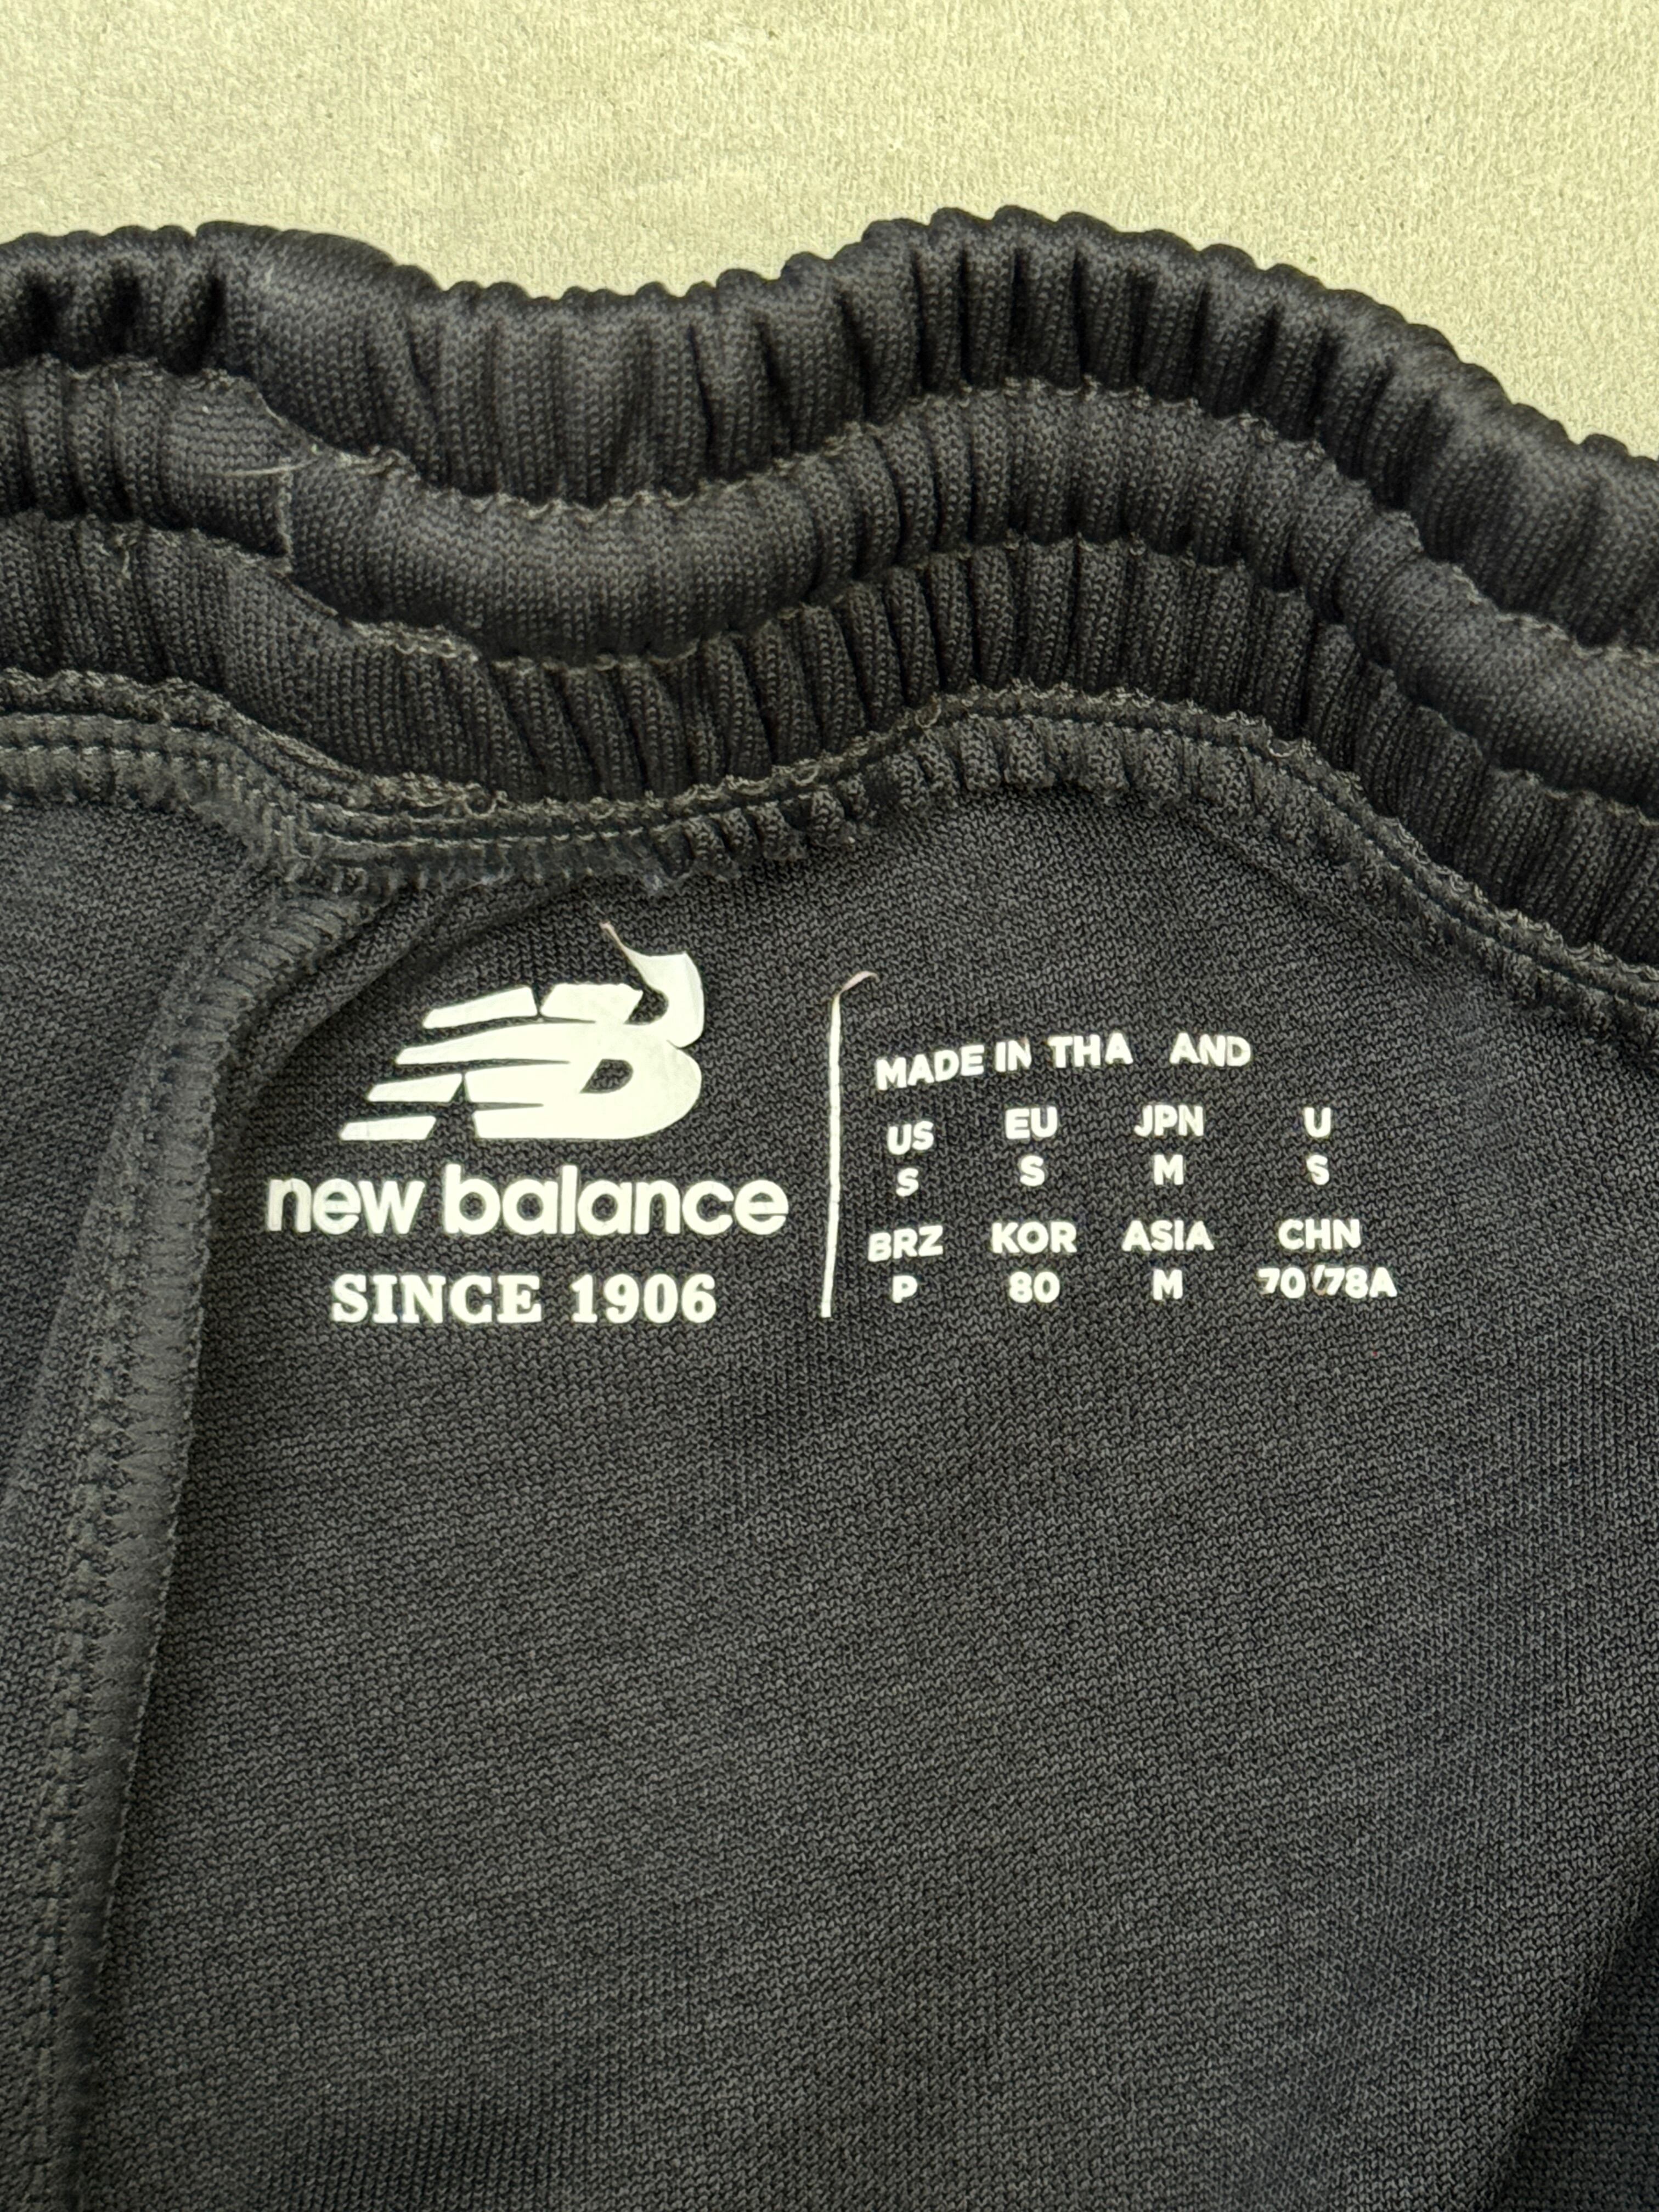 new balance
SINCE 1906
MADE IN THA AND
US EU JPN U
S S M S
BRZ KOR ASIA CHN
P 80 M 70/78A